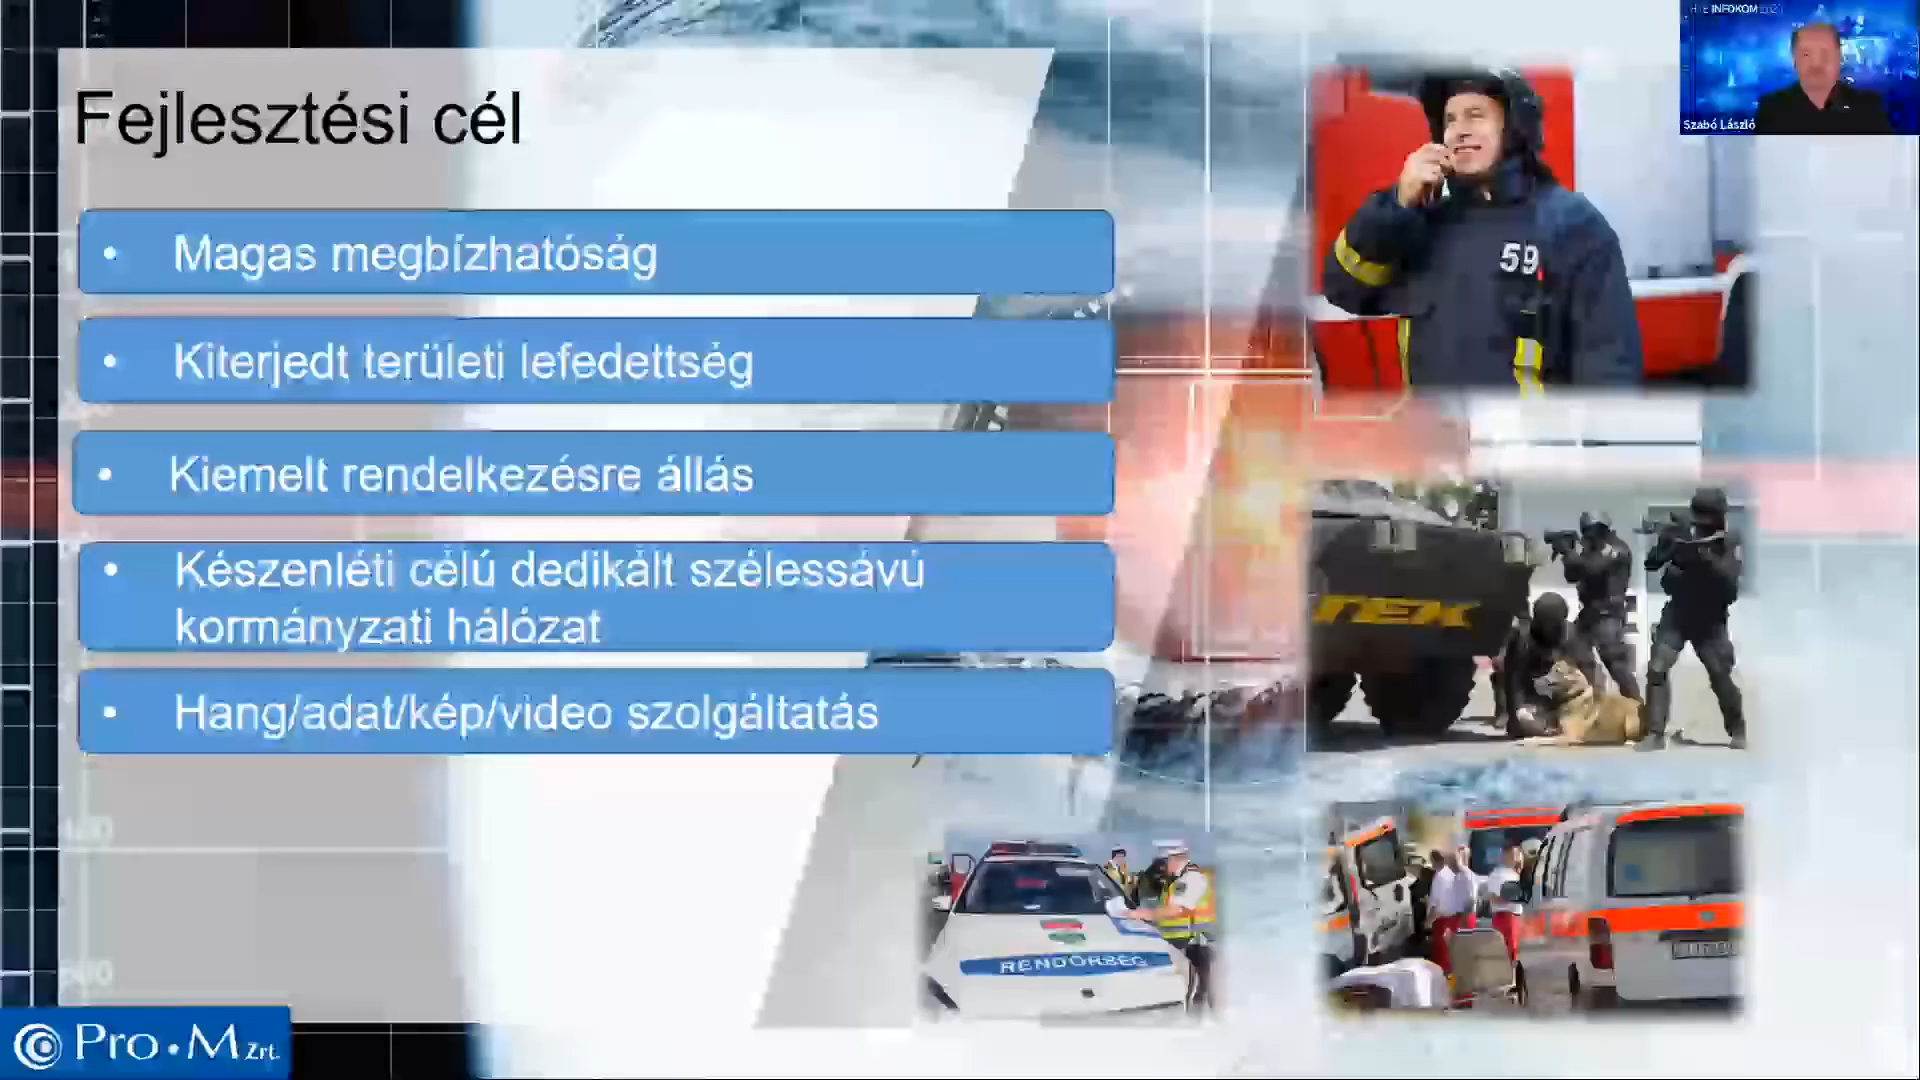 INFOKOM
Szabó László
Fejlesztési cél
• Magas megbízhatóság
• Kiterjedt területi lefedettség
• Kiemelt rendelkezésre állás
• Készenléti célú dedikált szélessávú
kormányzati hálózat
• Hang/adat/kép/video szolgáltatás
59
TEK
RENDŐRSÉG
Pro•M Zrt.